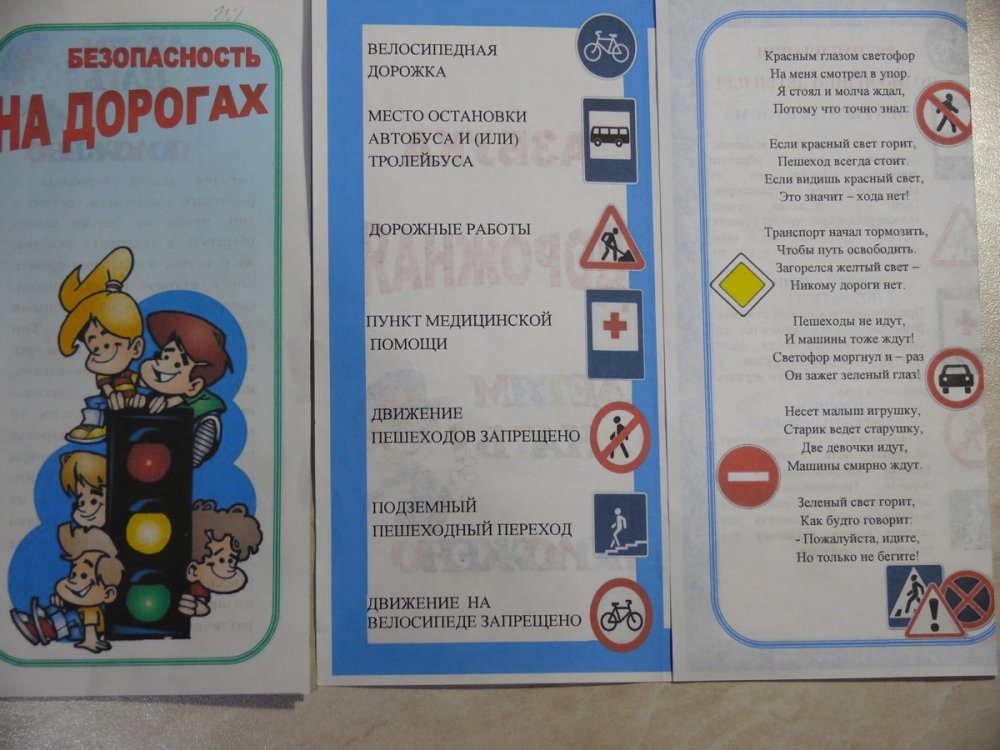 БЕЗОПАСНОСТЬ
НА ДОРОГАХ
ВЕЛОСИПЕДНАЯ
ДОРОЖКА
МЕСТО ОСТАНОВКИ
АВТОБУСА И (ИЛИ)
ТРОЛЕЙБУСА
ДОРОЖНЫЕ РАБОТЫ
ПУНКТ МЕДИЦИНСКОЙ
ПОМОЩИ
ДВИЖЕНИЕ
ПЕШЕХОДОВ ЗАПРЕЩЕНО
ПОДЗЕМНЫЙ
ПЕШЕХОДНЫЙ ПЕРЕХОД
ДВИЖЕНИЕ НА
ВЕЛОСИПЕДЕ ЗАПРЕЩЕНО
Красным глазом светофор
На меня смотрел в упор.
Я стоял и молча ждал,
Потому что точно знал:
Если красный свет горит,
Пешеход всегда стоит.
Если видишь красный свет,
Это значит – хода нет!
Транспорт начал тормозить,
Чтобы путь освободить.
Загорелся желтый свет –
Никому дороги нет.
Пешеходы не идут,
И машины тоже ждут!
Светофор моргнул и – раз
Он зажег зеленый глаз!
Несет малыш игрушку,
Старик ведет старушку,
Две девочки идут,
Машины смирно ждут.
Зеленый свет горит,
Как будто говорит:
- Пожалуйста, идите,
Но только не бегите!